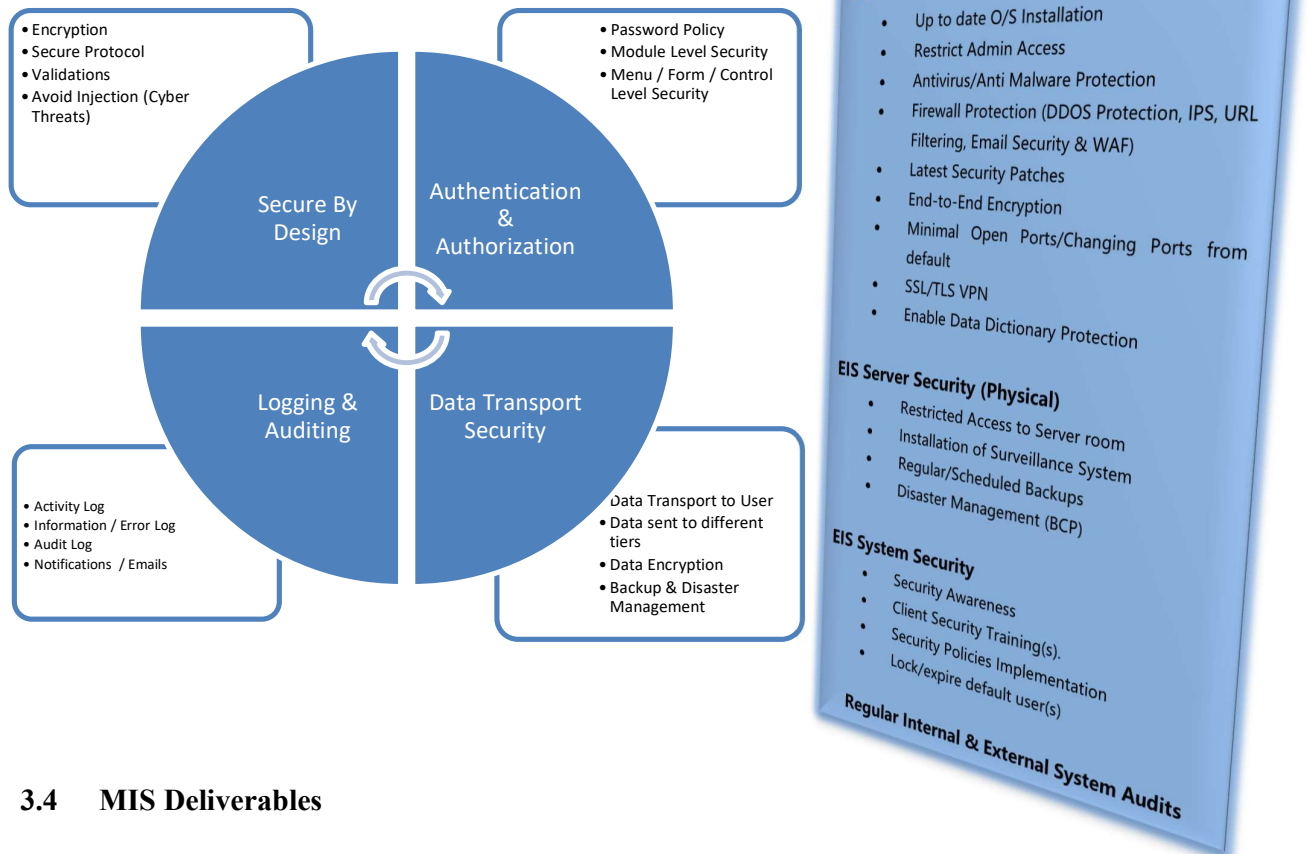 • Encryption
• Secure Protocol
• Validations
• Avoid Injection (Cyber
Threats)
• Password Policy
• Module Level Security
• Menu / Form / Control
Level Security
Secure By
Design
Authentication
&
Authorization
Logging &
Auditing
Data Transport
Security
• Activity Log
• Information / Error Log
• Audit Log
• Notifications / Emails
• Data Transport to User
• Data sent to different
tiers
• Data Encryption
• Backup & Disaster
Management
• Up to date O/S Installation
• Restrict Admin Access
• Antivirus/Anti Malware Protection
• Firewall Protection (DDOS Protection, IPS, URL
Filtering, Email Security & WAF)
• Latest Security Patches
• End-to-End Encryption
• Minimal Open Ports/Changing Ports from
default
• SSL/TLS VPN
• Enable Data Dictionary Protection
EIS Server Security (Physical)
• Restricted Access to Server room
• Installation of Surveillance System
• Regular/Scheduled Backups
• Disaster Management (BCP)
EIS System Security
• Security Awareness
• Client Security Training(s).
• Security Policies Implementation
• Lock/expire default user(s)
Regular Internal & External System Audits
3.4 MIS Deliverables